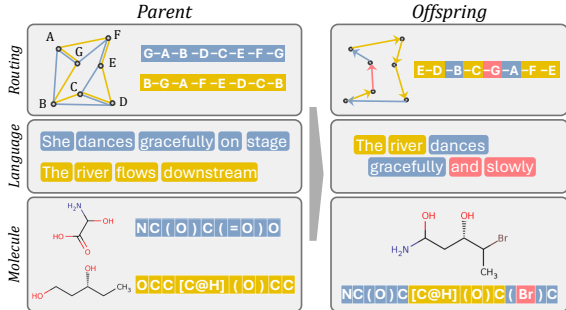 Parent
Offspring
Routing
A
F
G
E
C
B
D
G-A-B-D-C-E-F-G
B-G-A-F-E-D-C-B
E-D-B-C-G-A-F-E
Language
She dances gracefully on stage
The river flows downstream
The river dances
gracefully and slowly
Molecule
H₂N
OH
HO
O
NC(O)C(=O)O
OH
HO
CH₃
OCC[C@H](O)CC
OH
OH
Br
H₂N
CH₃
NC(O)C[C@H](O)C(Br)C